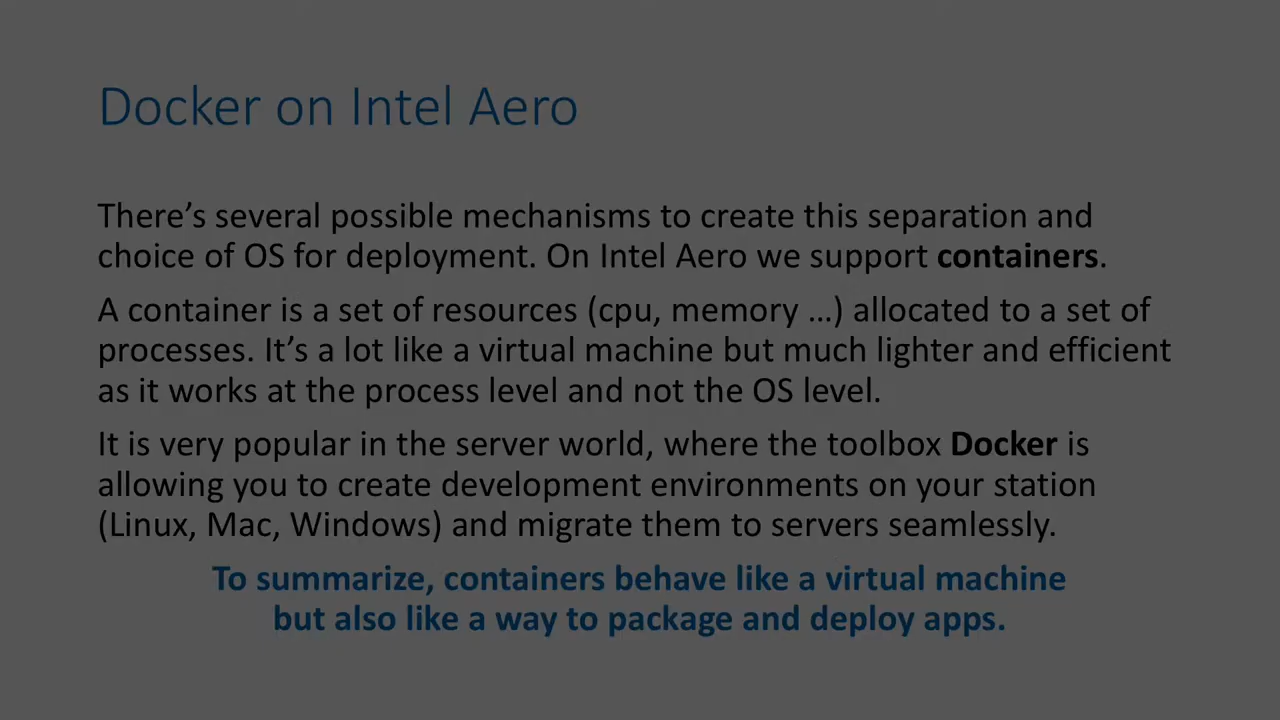 Docker on Intel Aero
There’s several possible mechanisms to create this separation and
choice of OS for deployment. On Intel Aero we support containers.
A container is a set of resources (cpu, memory …) allocated to a set of
processes. It’s a lot like a virtual machine but much lighter and efficient
as it works at the process level and not the OS level.
It is very popular in the server world, where the toolbox Docker is
allowing you to create development environments on your station
(Linux, Mac, Windows) and migrate them to servers seamlessly.
To summarize, containers behave like a virtual machine
but also like a way to package and deploy apps.